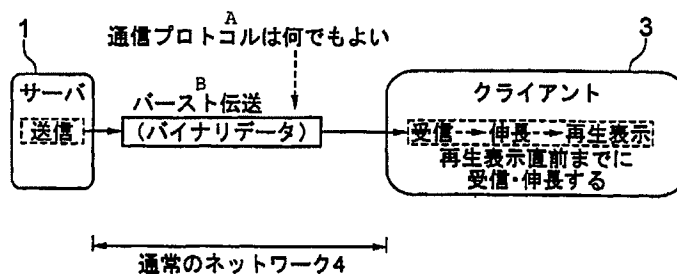 A
通信プロトコルは何でもよい
1
3
サーバ
B
バースト伝送
クライアント
送信
(バイナリデータ)
受信
伸長
再生表示
再生表示直前までに
受信・伸長する
通常のネットワーク4